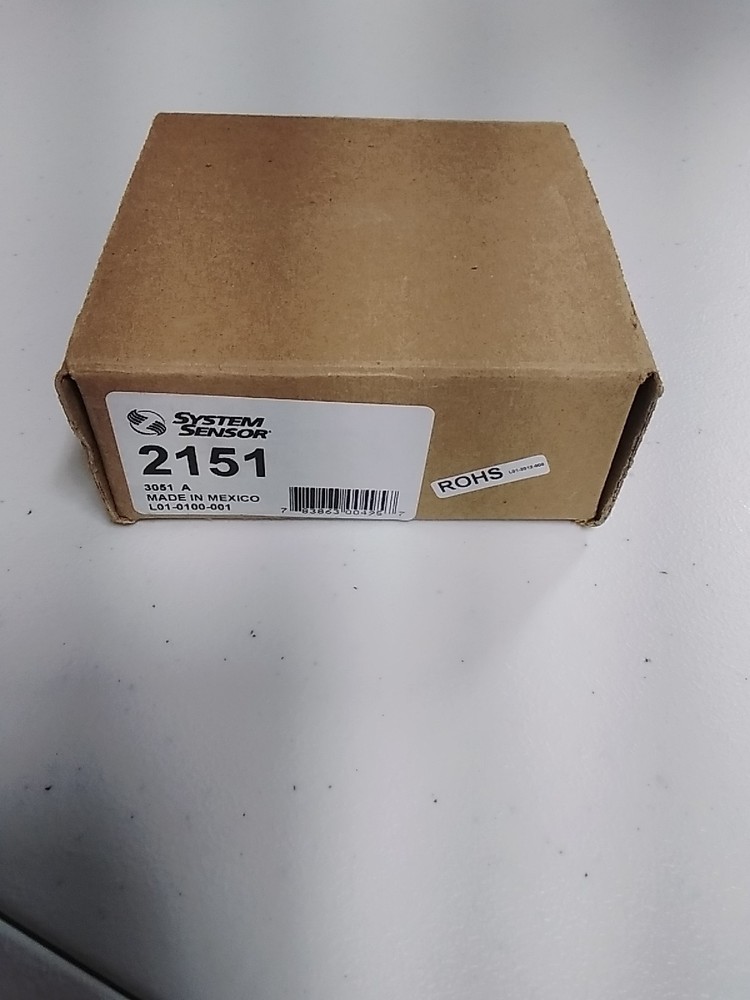 SYSTEM
SENSOR
2151
3051 A
MADE IN MEXICO
L01-0100-001
ROHS